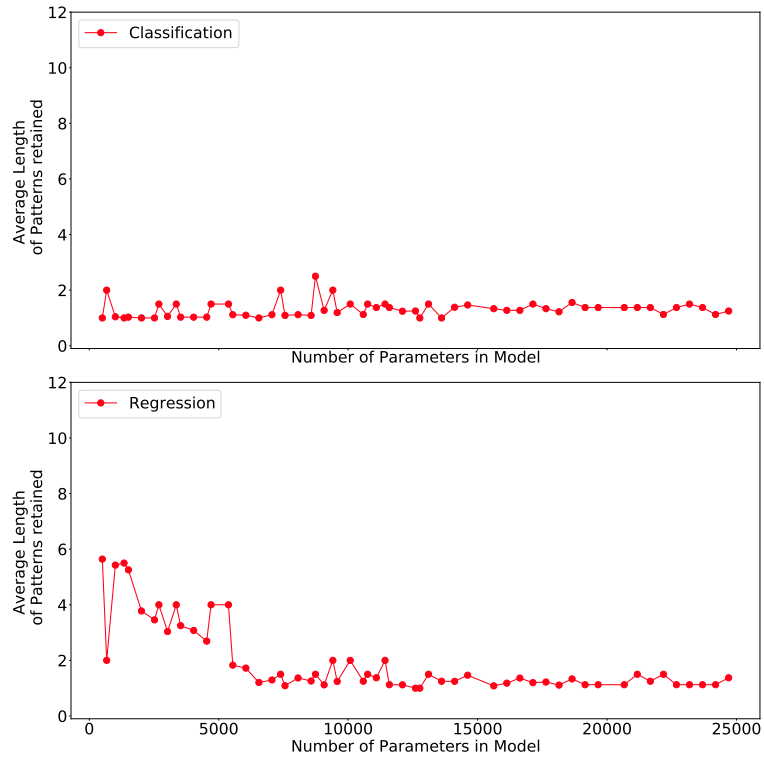 12
10
8
6
4
2
0
Classification
Average Length
of Patterns retained
Number of Parameters in Model
12
10
8
6
4
2
0
Regression
Average Length
of Patterns retained
0 5000 10000 15000 20000 25000
Number of Parameters in Model